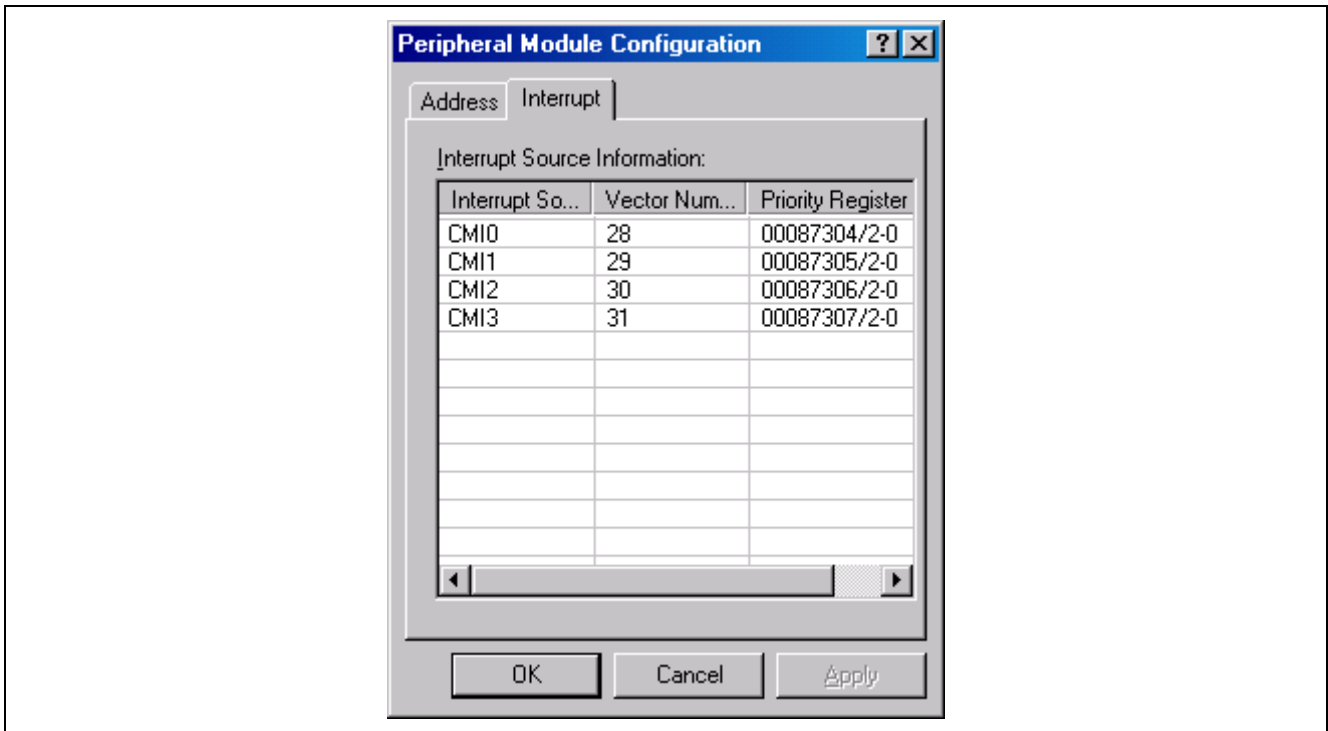 Peripheral Module Configuration
Address Interrupt
Interrupt Source Information:
Interrupt So... Vector Num... Priority Register
CMI0 28 00087304/2-0
CMI1 29 00087305/2-0
CMI2 30 00087306/2-0
CMI3 31 00087307/2-0
OK Cancel Apply